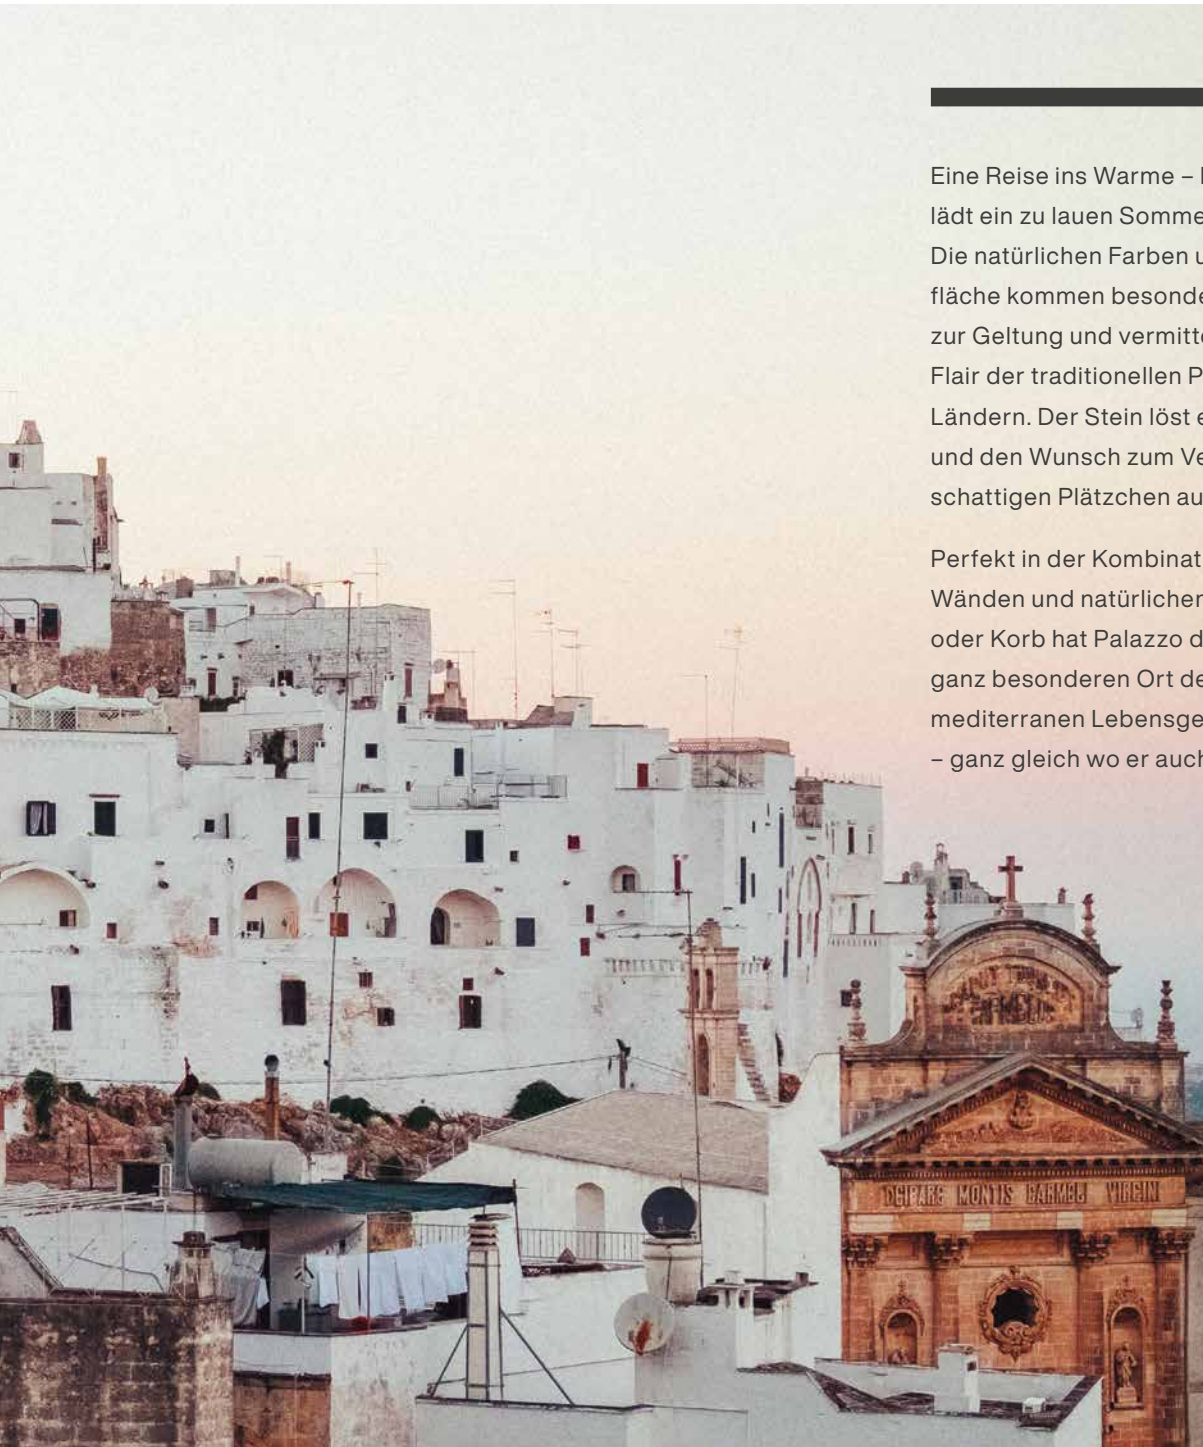 Eine Reise ins Warme –
lädt ein zu lauen Somme
Die natürlichen Farben u
fläche kommen besonde
zur Geltung und vermitte
Flair der traditionellen P
Ländern. Der Stein löst e
und den Wunsch zum Ve
schattigen Plätzchen au
Perfekt in der Kombinat
Wänden und natürlicher
oder Korb hat Palazzo d
ganz besonderen Ort de
mediterranen Lebensge
– ganz gleich wo er auch
DEIPARE MONTIS CARMELI VIRGINI